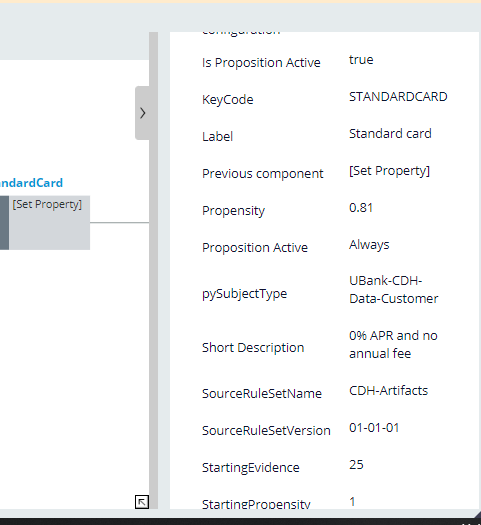 configuration
Is Proposition Active true
KeyCode STANDARDCARD
Label Standard card
Previous component [Set Property]
Propensity 0.81
Proposition Active Always
pySubjectType UBank-CDH-
Data-Customer
Short Description 0% APR and no
annual fee
SourceRuleSetName CDH-Artifacts
SourceRuleSetVersion 01-01-01
StartingEvidence 25
StartingPropensity 1
ndardCard
[Set Property]